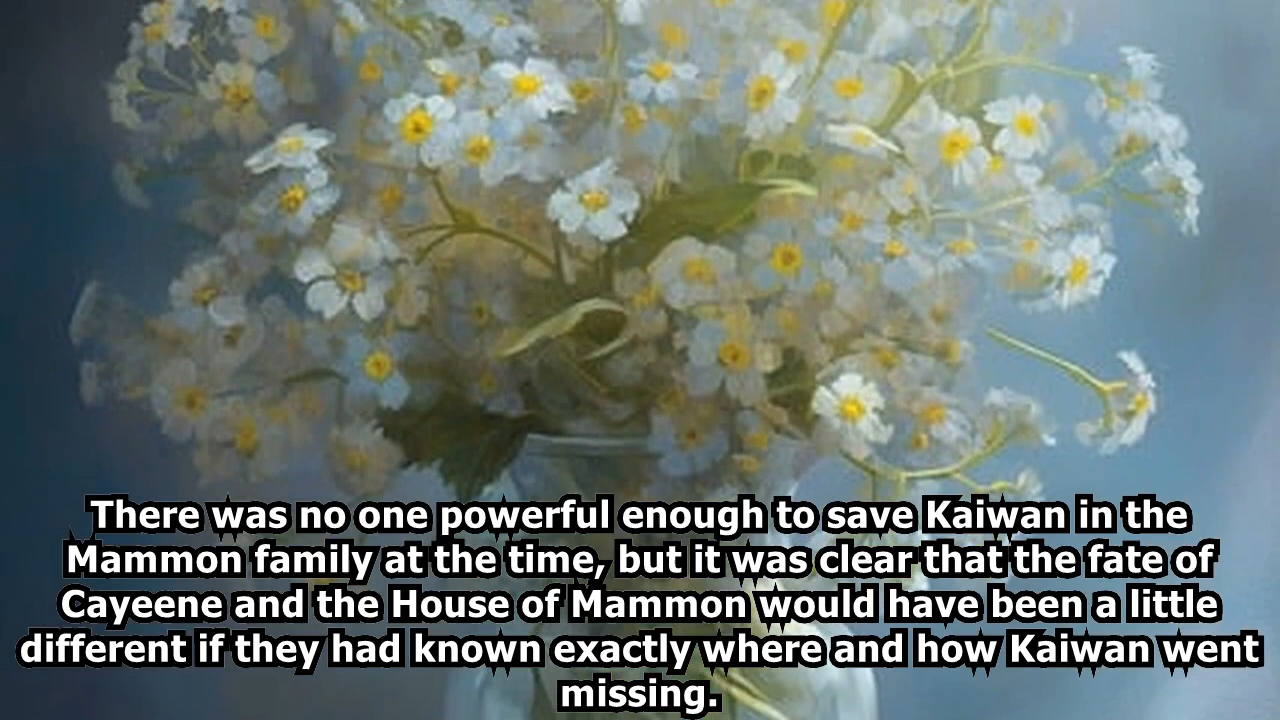 There was no one powerful enough to save Kaiwan in the
Mammon family at the time, but it was clear that the fate of
Cayeene and the House of Mammon would have been a little
different if they had known exactly where and how Kaiwan went
missing.